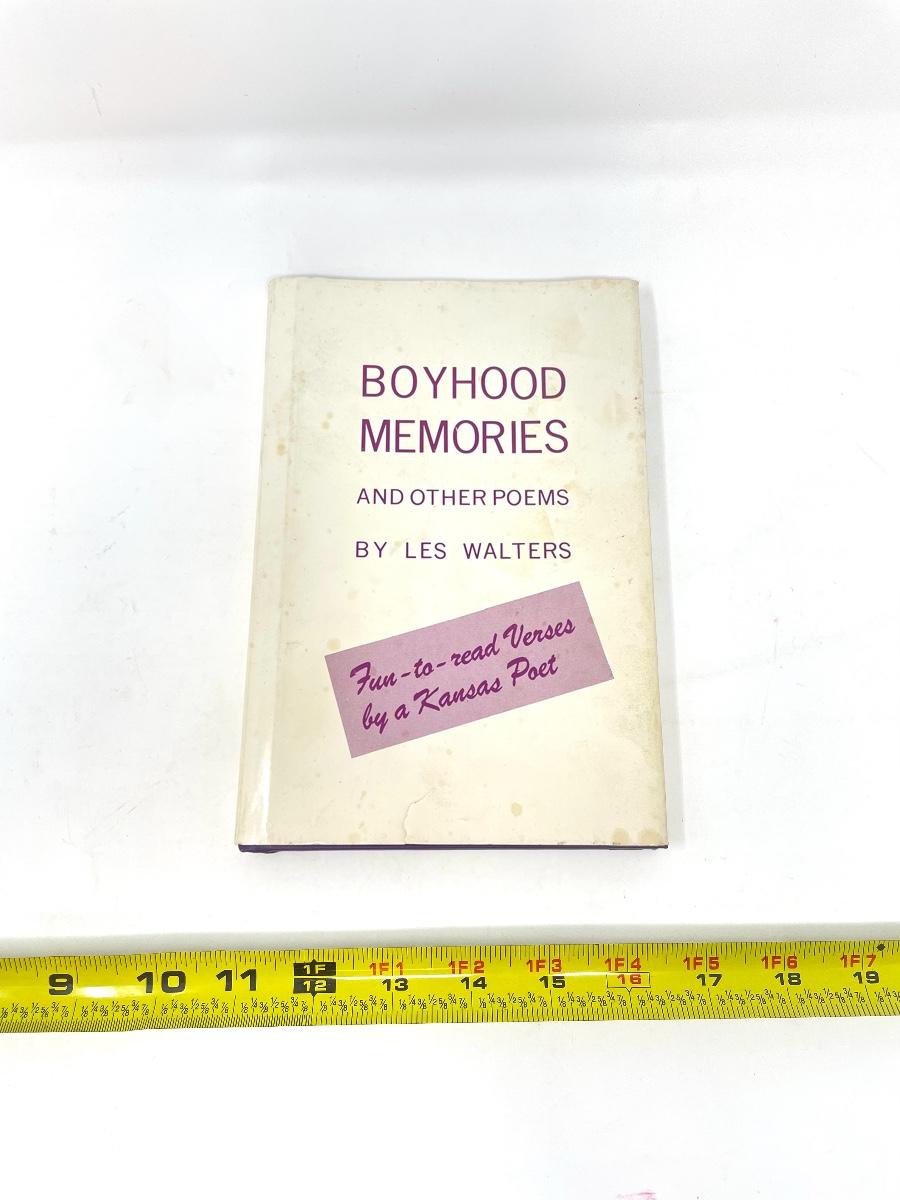 BOYHOOD
MEMORIES
AND OTHER POEMS
BY LES WALTERS
Fun-to-read Verses
by a Kansas Poet
1F 1F1 1F2 1F3 1F4 1F5 1F6 1F7
9 10 11 12 13 14 15 16 17 18 19